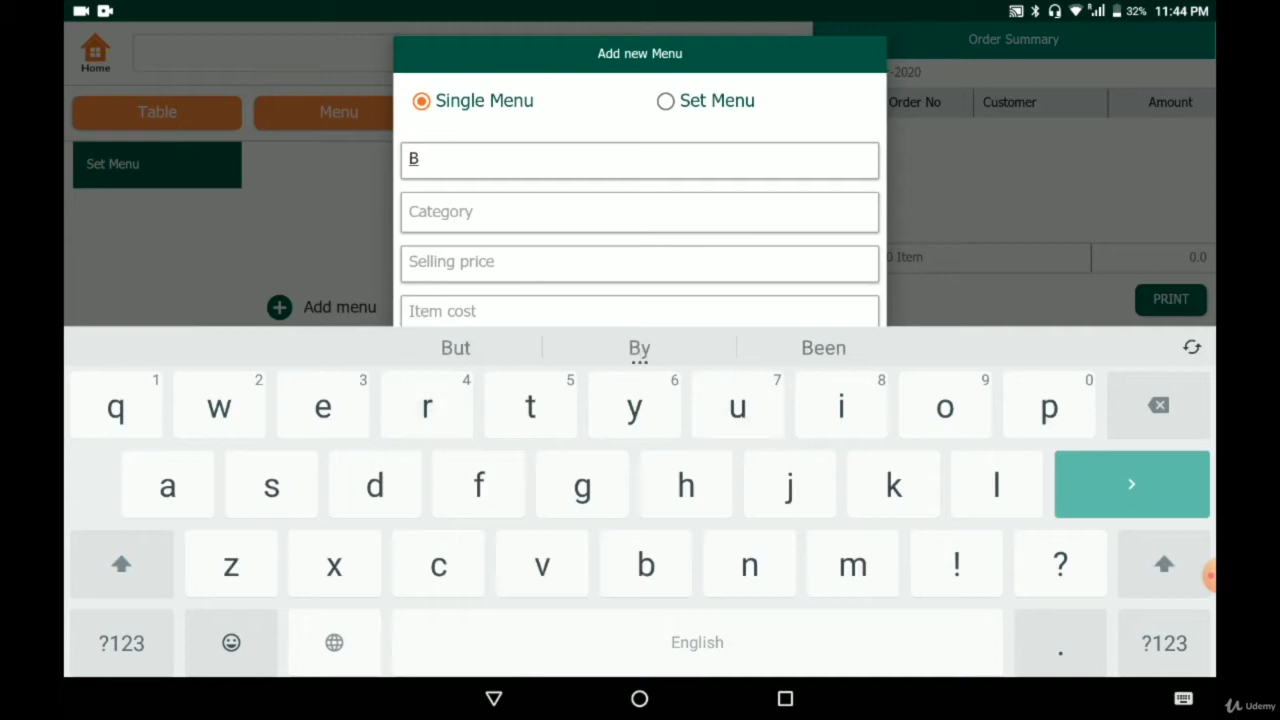 32% 11:44 PM
Home
Add new Menu
Order Summary
-2020
Single Menu
Set Menu
Order No
Customer
Amount
Table
Menu
Set Menu
B
Category
Selling price
0 Item
0.0
Add menu
Item cost
PRINT
But
By
Been
q 1 w 2 e 3 r 4 t 5 y 6 u 7 i 8 o 9 p 0
a s d f g h j k l >
z x c v b n m ! ?
?123
English
.
?123
Udemy